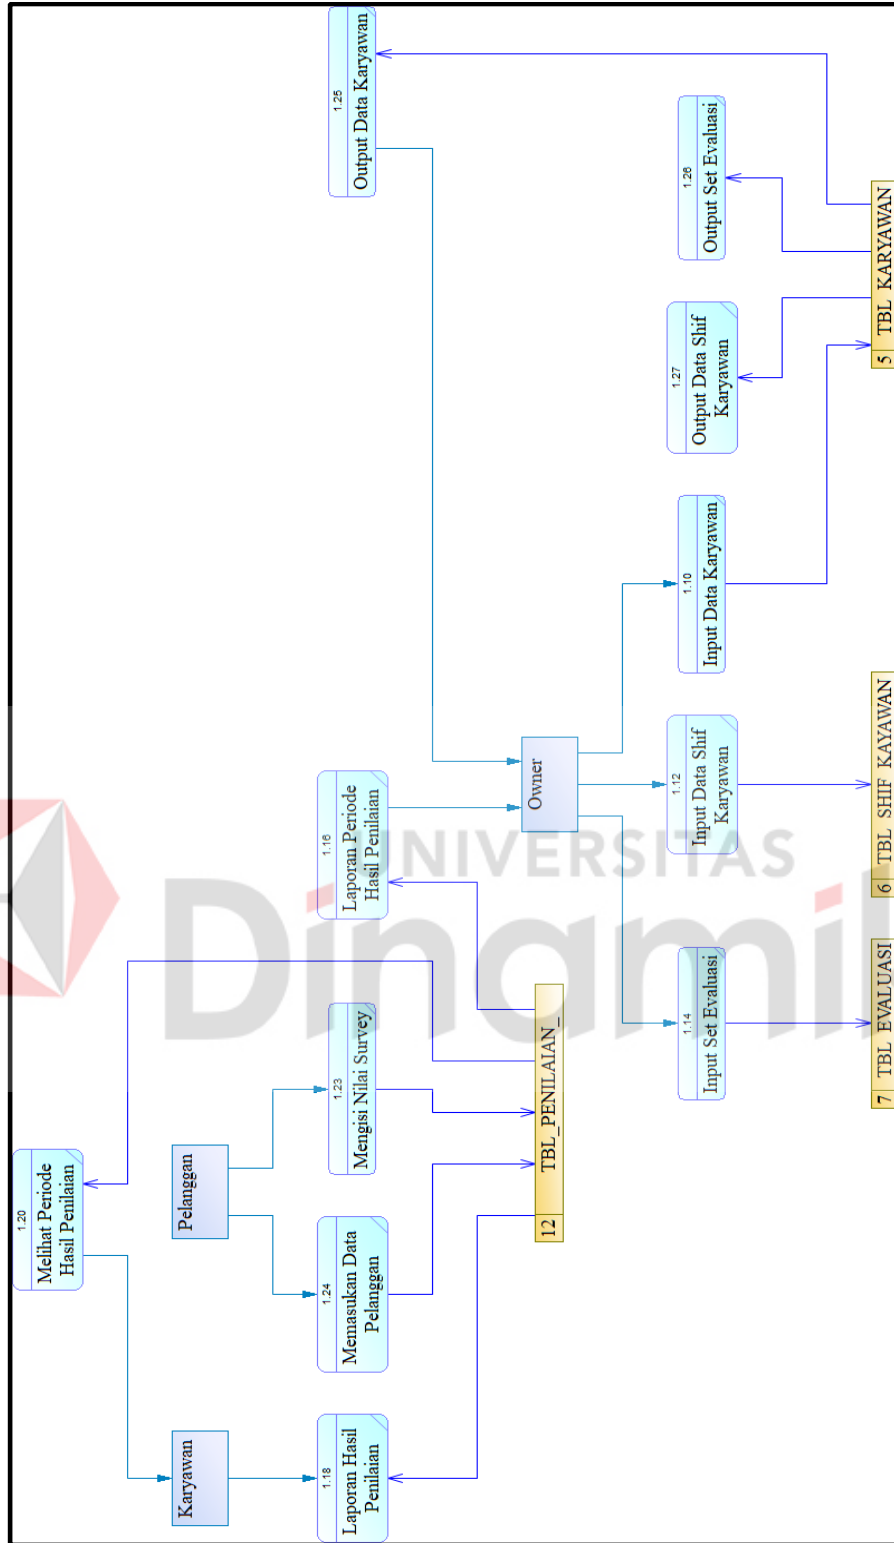 1.20
Melihat Periode
Hasil Penilaian
Karyawan
Pelanggan
1.18
Laporan Hasil
Penilaian
1.24
Memasukan Data
Pelanggan
1.23
Mengisi Nilai Survey
1.16
Laporan Periode
Hasil Penilaian
1.25
Output Data Karyawan
12 TBL_PENILAIAN_
Owner
1.14
Input Set Evaluasi
1.12
Input Data Shif
Karyawan
1.10
Input Data Karyawan
1.27
Output Data Shif
Karyawan
1.26
Output Set Evaluasi
7 TBL_EVALUASI
6 TBL_SHIF_KAYAWAN
5 TBL_KARYAWAN
UNIVERSITAS